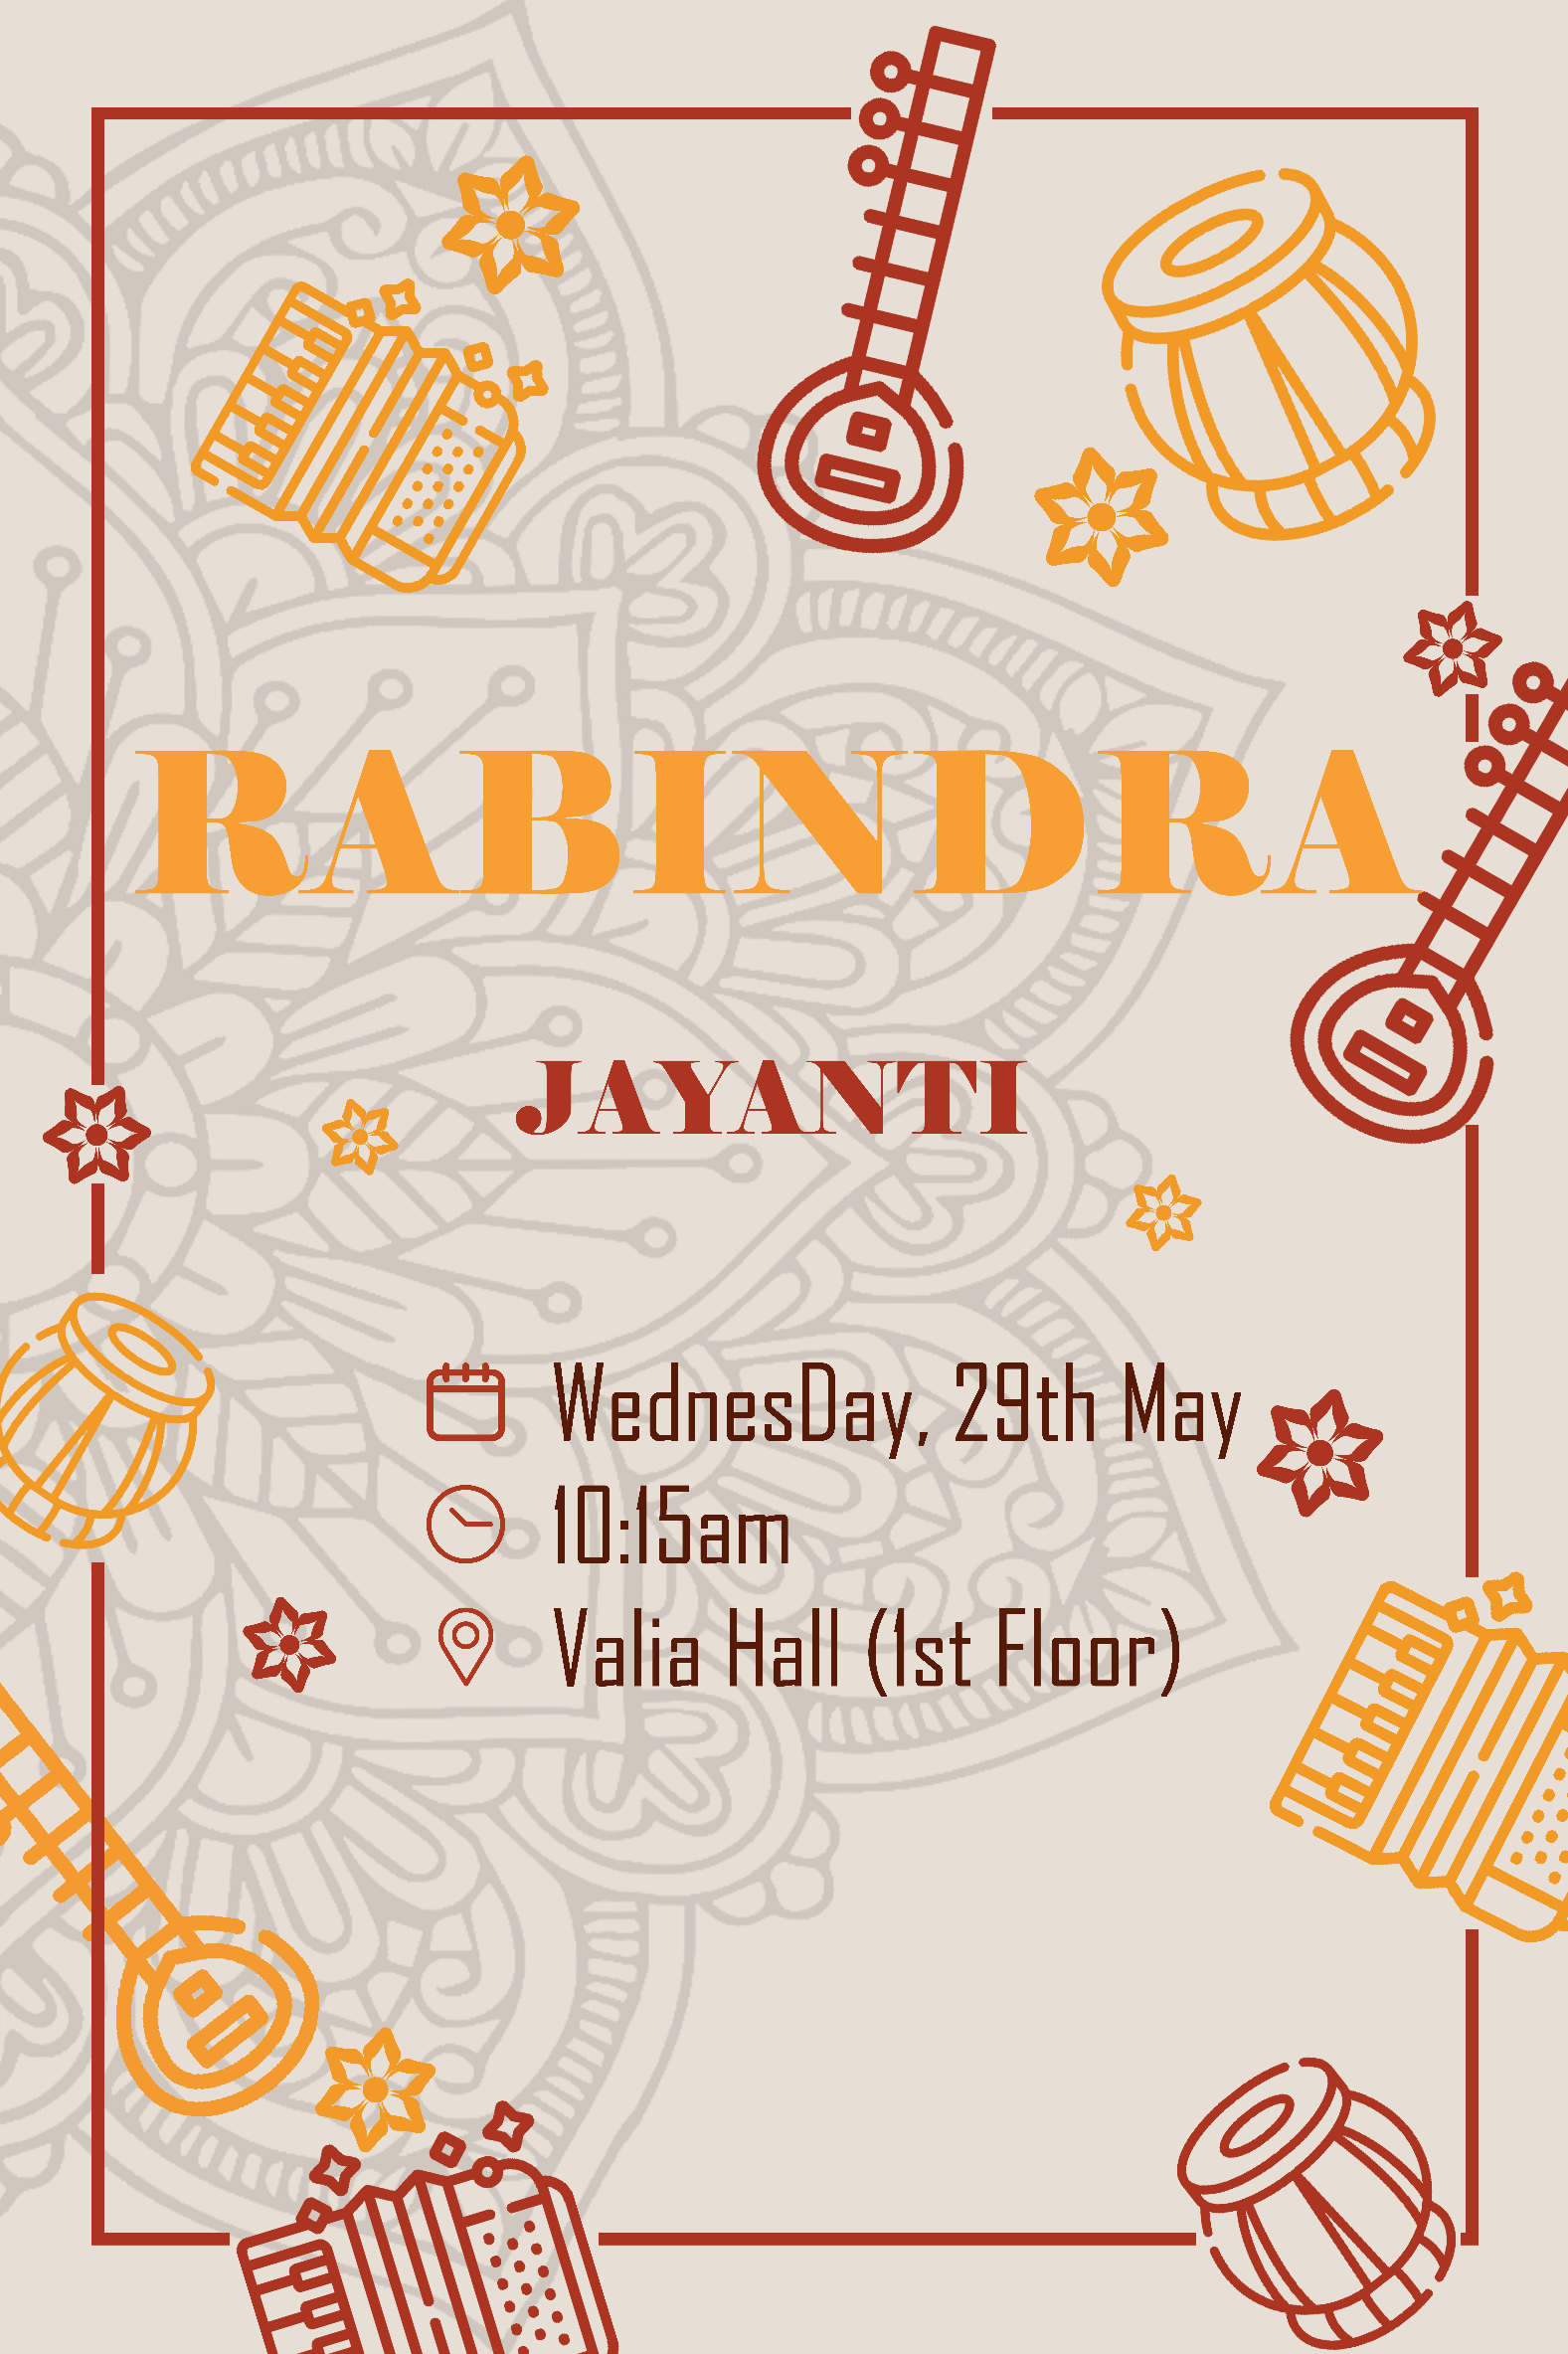 RABINDRA
JAYANTI
WednesDay, 29th May
10:15am
Valia Hall (1st Floor)